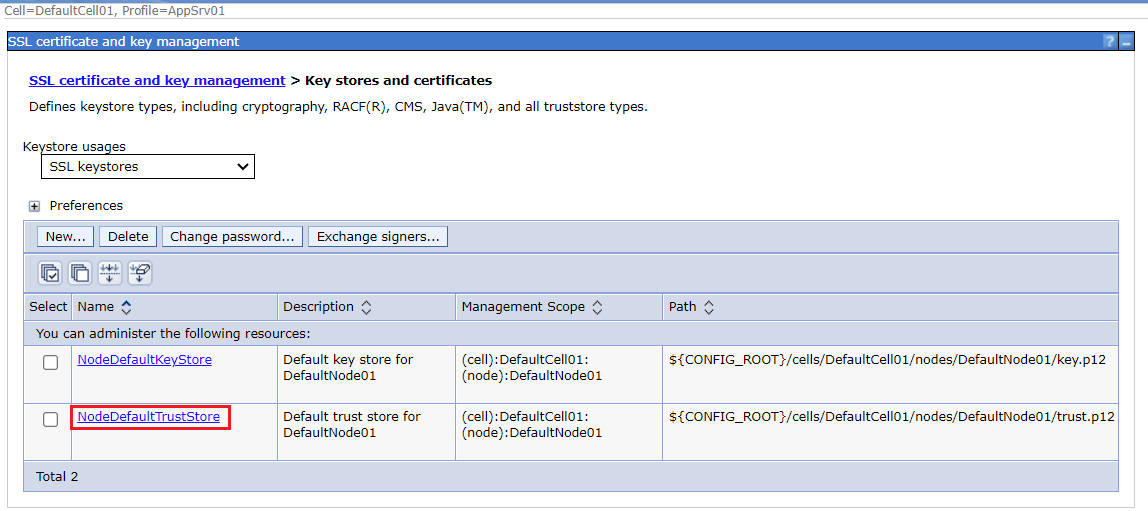 Cell=DefaultCell01, Profile=AppSrv01
SSL certificate and key management ? _
SSL certificate and key management > Key stores and certificates
Defines keystore types, including cryptography, RACF(R), CMS, Java(TM), and all truststore types.
Keystore usages
SSL keystores
+ Preferences
New... Delete Change password... Exchange signers...
Select Name Description Management Scope Path
You can administer the following resources:
NodeDefaultKeyStore Default key store for (cell):DefaultCell01: ${CONFIG_ROOT}/cells/DefaultCell01/nodes/DefaultNode01/key.p12
DefaultNode01 (node):DefaultNode01
NodeDefaultTrustStore Default trust store for (cell):DefaultCell01: ${CONFIG_ROOT}/cells/DefaultCell01/nodes/DefaultNode01/trust.p12
DefaultNode01 (node):DefaultNode01
Total 2